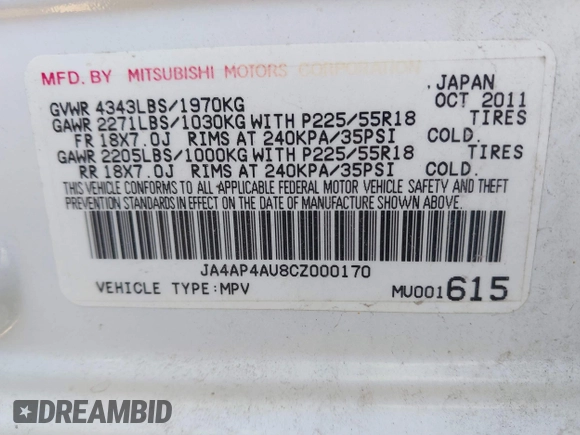 MFD. BY MITSUBISHI MOTORS CORPORATION JAPAN
GVWR 4343LBS/1970KG OCT 2011
GAWR 2271LBS/1030KG WITH P225/55R18 TIRES
FR 18X7.0J RIMS AT 240KPA/35PSI COLD.
GAWR 2205LBS/1000KG WITH P225/55R18 TIRES
RR 18X7.0J RIMS AT 240KPA/35PSI COLD.
THIS VEHICLE CONFORMS TO ALL APPLICABLE FEDERAL MOTOR VEHICLE SAFETY AND THEFT
PREVENTION STANDARDS IN EFFECT ON THE DATE OF MANUFACTURE SHOWN ABOVE.
JA4AP4AU8CZ000170
VEHICLE TYPE:MPV MU001615
DREAMBID